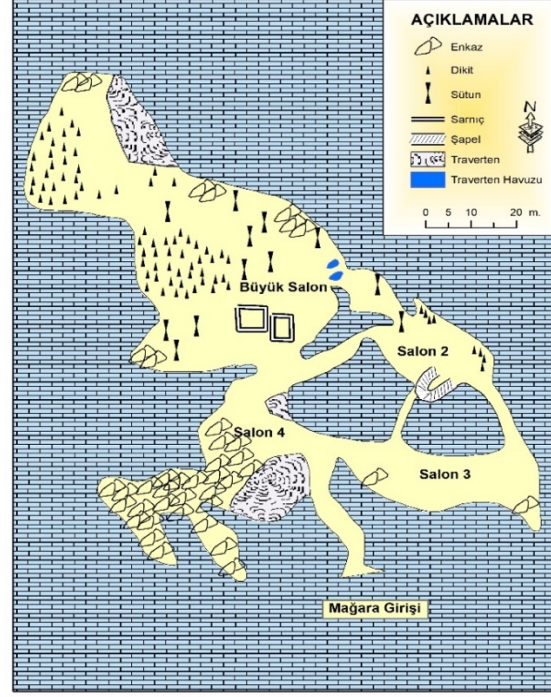 AÇIKLAMALAR
Enkaz
Dikit
Sütun
Sarnıç
Şapel
Traverten
Traverten Havuzu
N
0 5 10 20 m.
Büyük Salon
Salon 2
Salon 4
Salon 3
Mağara Girişi